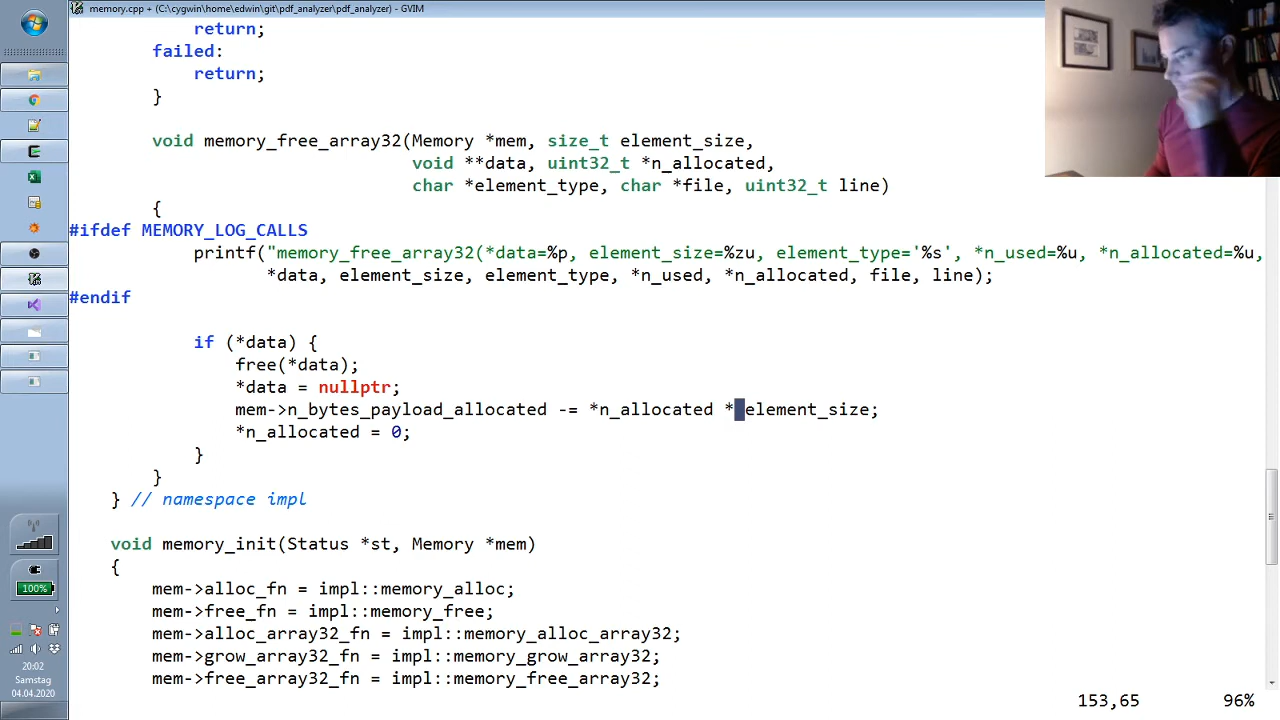 memory.cpp + (C:\cygwin\home\edwin\git\pdf_analyzer\pdf_analyzer) - GVIM
return;
failed:
return;
}
void memory_free_array32(Memory *mem, size_t element_size,
void **data, uint32_t *n_allocated,
char *element_type, char *file, uint32_t line)
{
#ifdef MEMORY_LOG_CALLS
printf("memory_free_array32(*data=%p, element_size=%zu, element_type='%s', *n_used=%u, *n_allocated=%u,
*data, element_size, element_type, *n_used, *n_allocated, file, line);
#endif
if (*data) {
free(*data);
*data = nullptr;
mem->n_bytes_payload_allocated -= *n_allocated * element_size;
*n_allocated = 0;
}
}
} // namespace impl
void memory_init(Status *st, Memory *mem)
{
mem->alloc_fn = impl::memory_alloc;
mem->free_fn = impl::memory_free;
mem->alloc_array32_fn = impl::memory_alloc_array32;
mem->grow_array32_fn = impl::memory_grow_array32;
mem->free_array32_fn = impl::memory_free_array32;
153,65 96%
100%
20:02
Samstag
04.04.2020